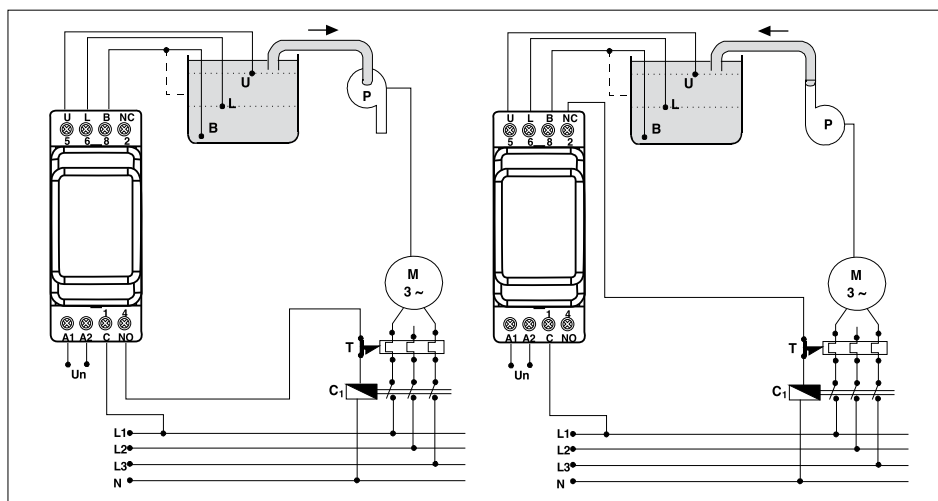 U
L
B
P
U L B NC
5 6 8 2
M
3 ~
1 4
A1 A2 C NO
Un
T
C1
L1
L2
L3
N
U
L
B
P
U L B NC
5 6 8 2
M
3 ~
1 4
A1 A2 C NO
Un
T
C1
L1
L2
L3
N